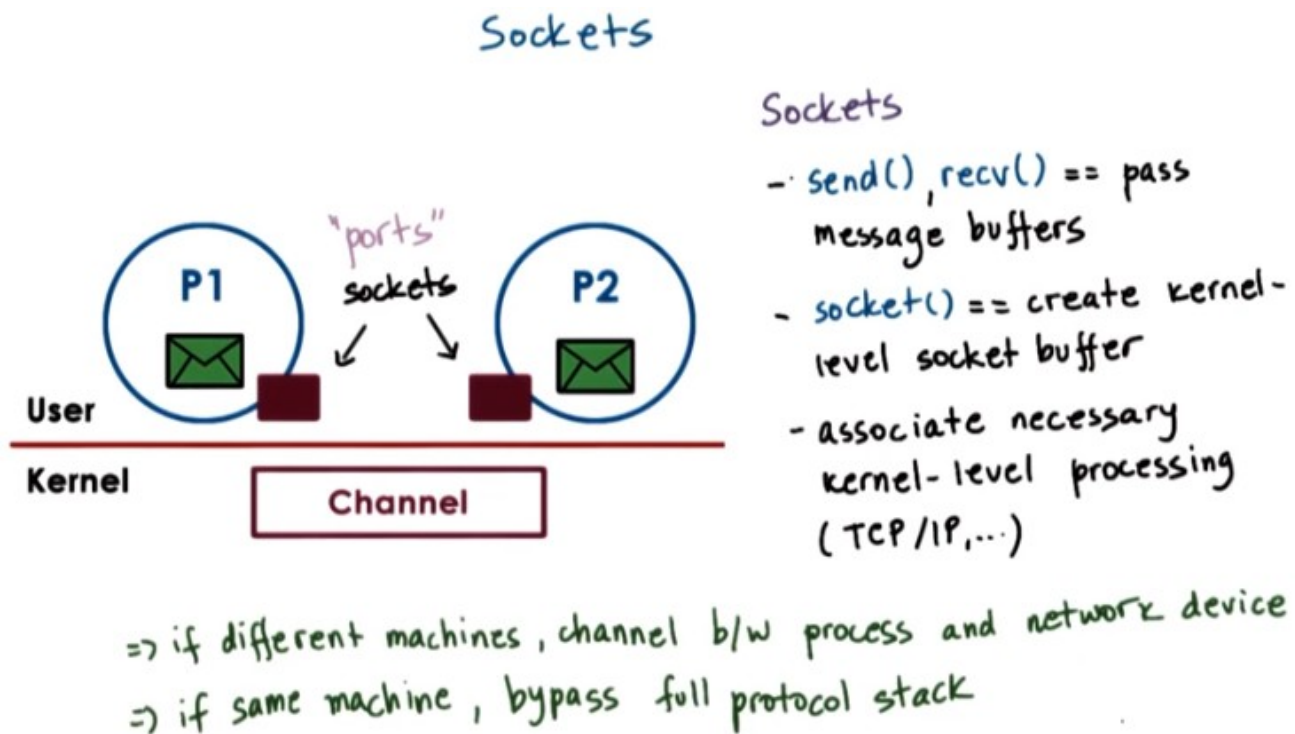 Sockets
"ports"
sockets
P1
P2
User
Kernel
Channel
Sockets
- send(), recv() == pass
message buffers
- socket() == create kernel-
level socket buffer
- associate necessary
kernel-level processing
(TCP/IP,...)
=> if different machines, channel b/w process and network device
=> if same machine, bypass full protocol stack